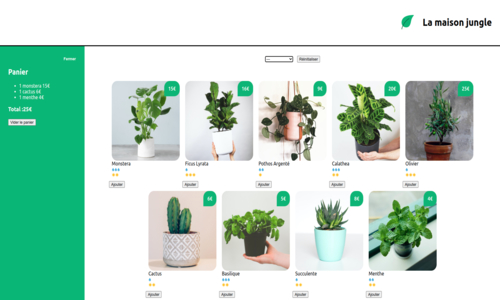 La maison jungle
Fermer
Panier
1 monstera 15€
1 cactus 6€
1 menthe 4€
Total :25€
Vider le panier
---
Réinitialiser
15€
16€
9€
20€
25€
Monstera
Ficus Lyrata
Pothos Argenté
Calathea
Olivier
Ajouter
Ajouter
Ajouter
Ajouter
Ajouter
6€
5€
8€
4€
Cactus
Basilique
Succulente
Menthe
Ajouter
Ajouter
Ajouter
Ajouter